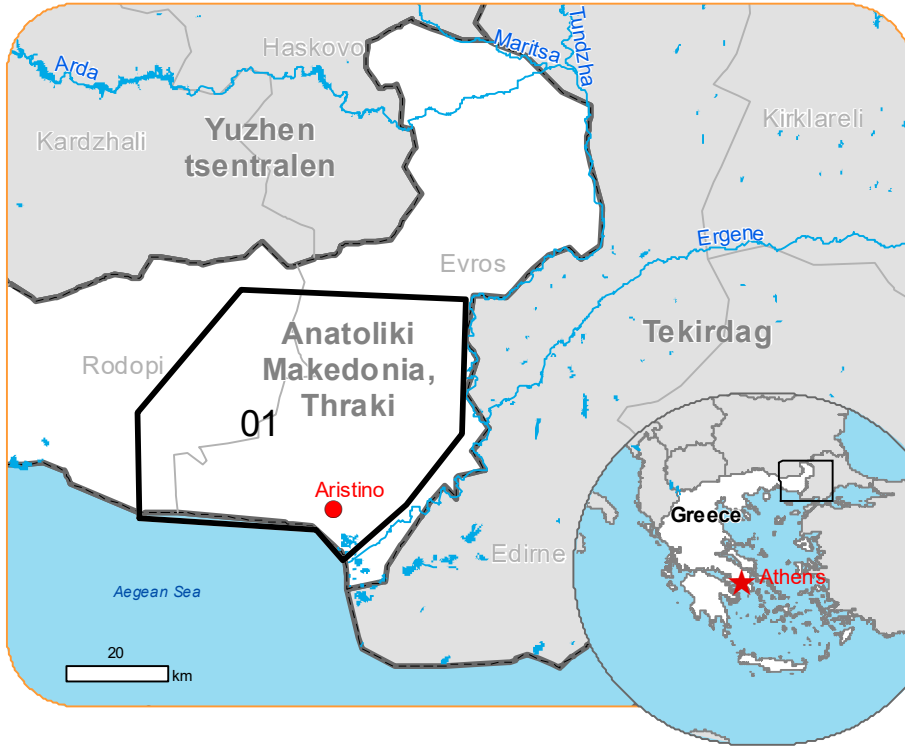 Haskovo
Maritsa
Tundzha
Arda
Kirklareli
Yuzhen
tsentralen
Kardzhali
Ergene
Evros
Anatoliki
Makedonia,
Thraki
Tekirdag
Rodopi
01
Aristino
Greece
Edirne
Athens
Aegean Sea
20
km